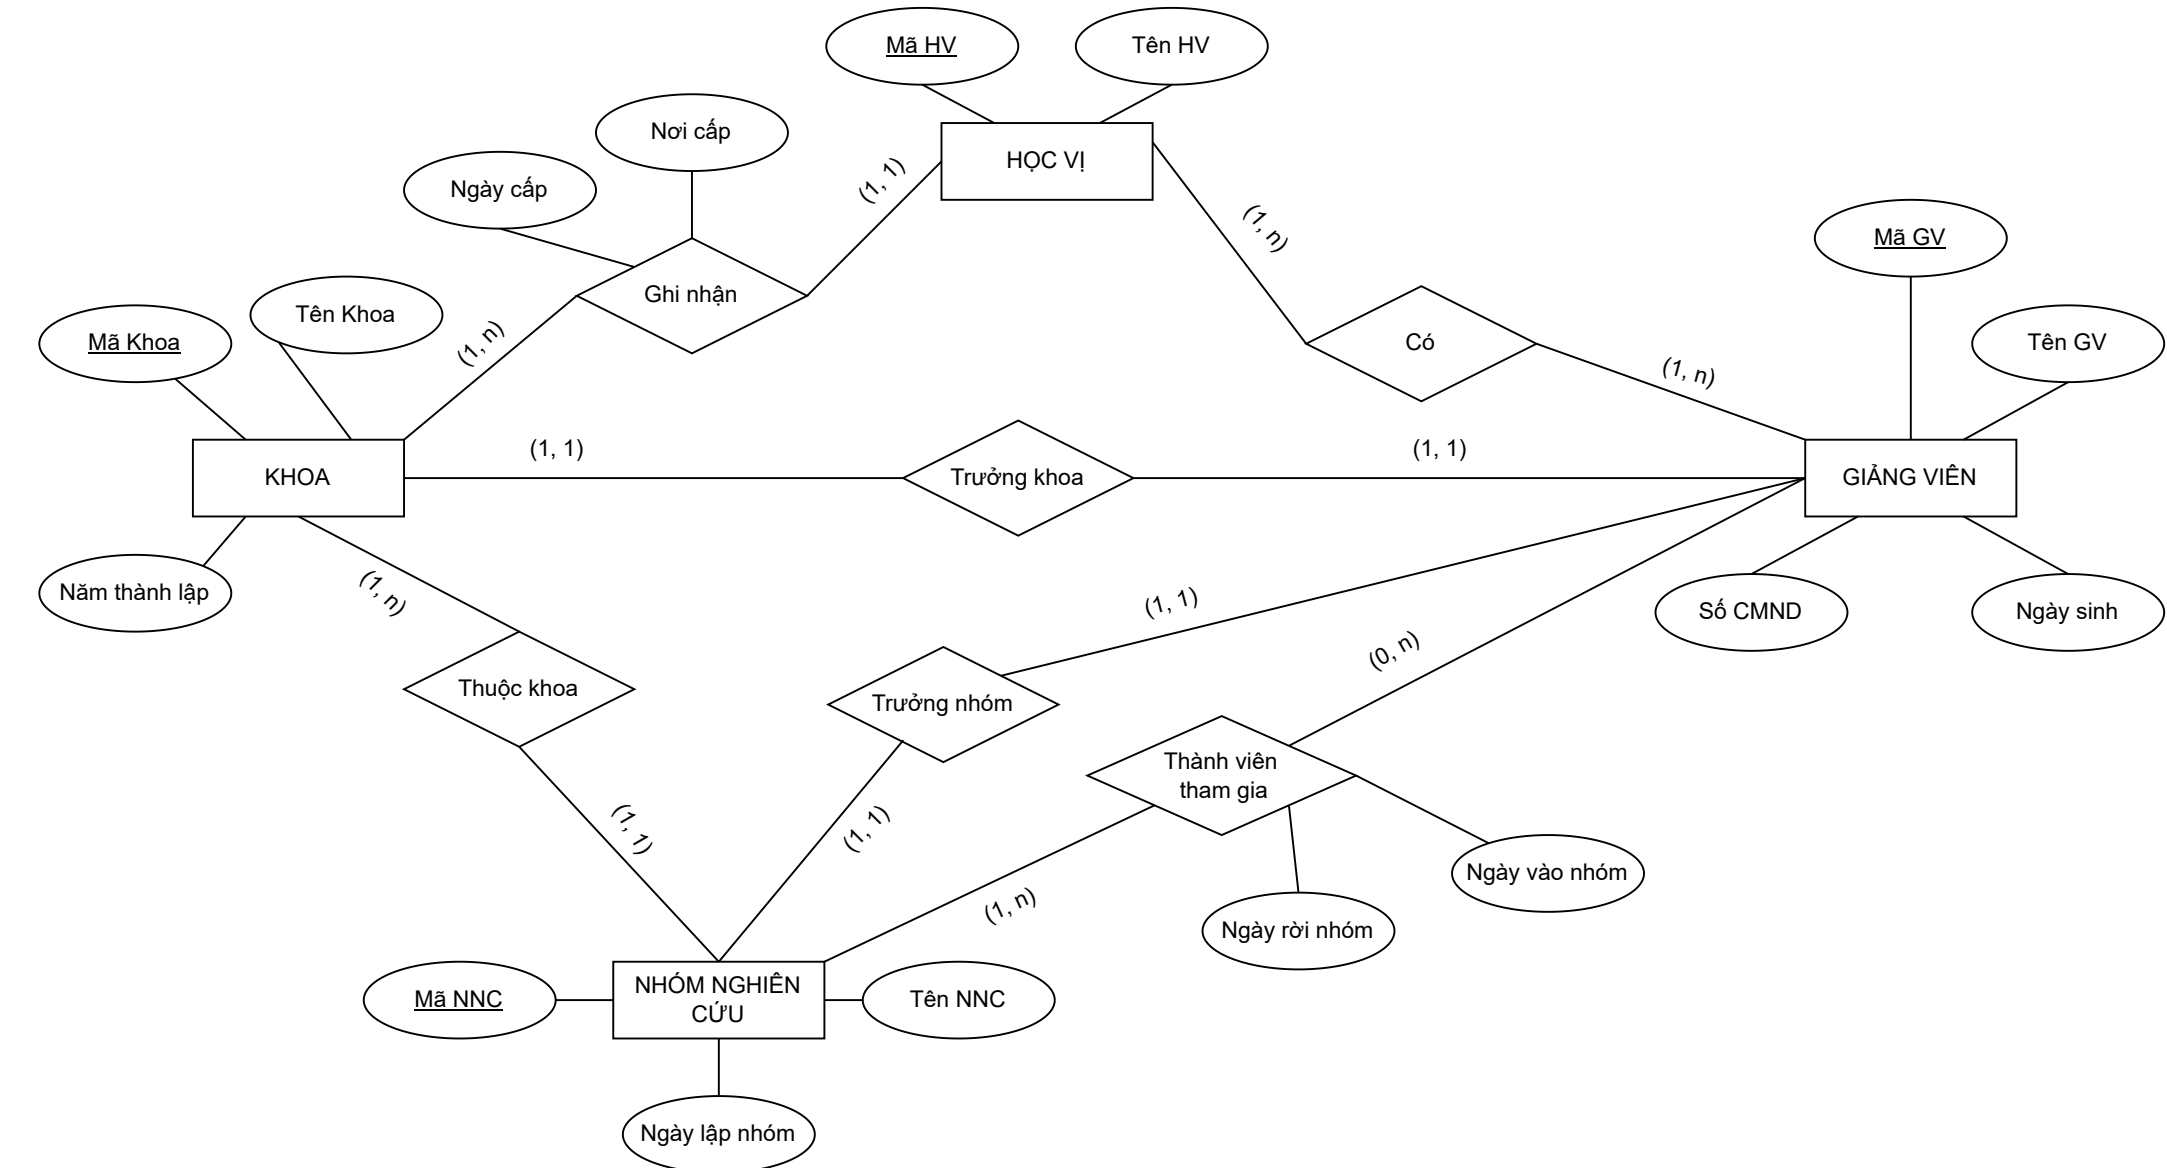 Mã HV
Tên HV
Nơi cấp
HỌC VỊ
(1, 1)
Ngày cấp
(1, n)
Mã GV
Ghi nhận
Tên Khoa
Mã Khoa
(1, n)
Có
Tên GV
(1, n)
(1, 1)
(1, 1)
KHOA
Trưởng khoa
GIẢNG VIÊN
Năm thành lập
(1, n)
(1, 1)
Số CMND
Ngày sinh
(0, n)
Thuộc khoa
Trưởng nhóm
Thành viên
tham gia
(1, 1)
(1, 1)
Ngày vào nhóm
(1, n)
Ngày rời nhóm
Mã NNC
NHÓM NGHIÊN
CỨU
Tên NNC
Ngày lập nhóm